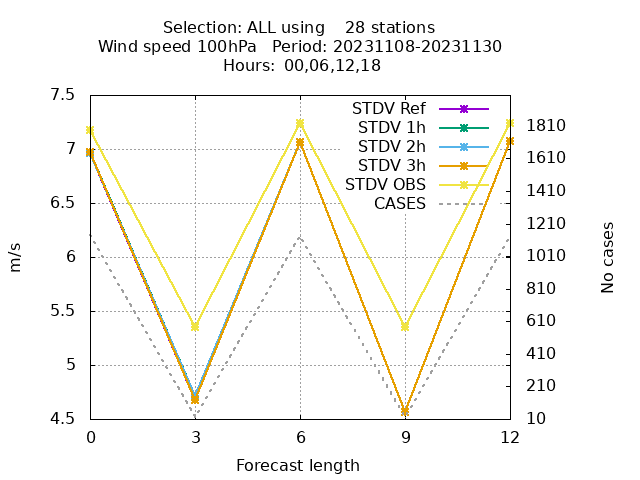 Selection: ALL using    28 stations
Wind speed 100hPa   Period: 20231108-20231130
Hours: 00,06,12,18
STDV Ref
STDV 1h
STDV 2h
STDV 3h
STDV OBS
CASES
7.5
7
6.5
6
5.5
5
4.5
m/s
1810
1610
1410
1210
1010
810
610
410
210
10
No cases
0
3
6
9
12
Forecast length